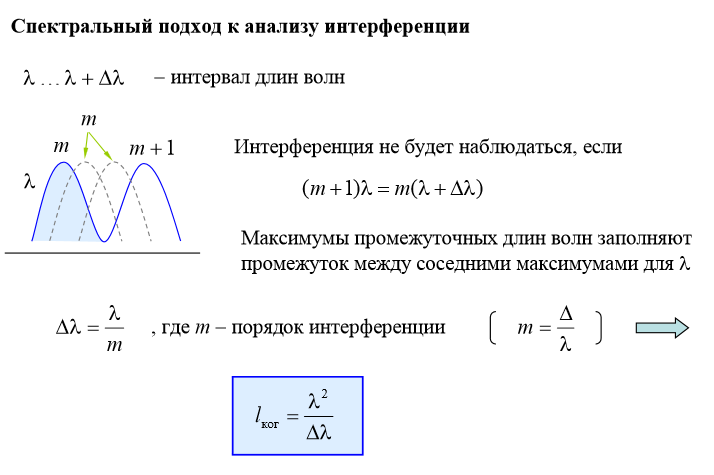 Спектральный подход к анализу интерференции
λ … λ + Δλ – интервал длин волн
m
m m + 1
λ
Интерференция не будет наблюдаться, если
(m + 1)λ = m(λ + Δλ)
Максимумы промежуточных длин волн заполняют
промежуток между соседними максимумами для λ
Δλ = λ/m , где m – порядок интерференции ( m = Δ/λ )
lког = λ²/Δλ